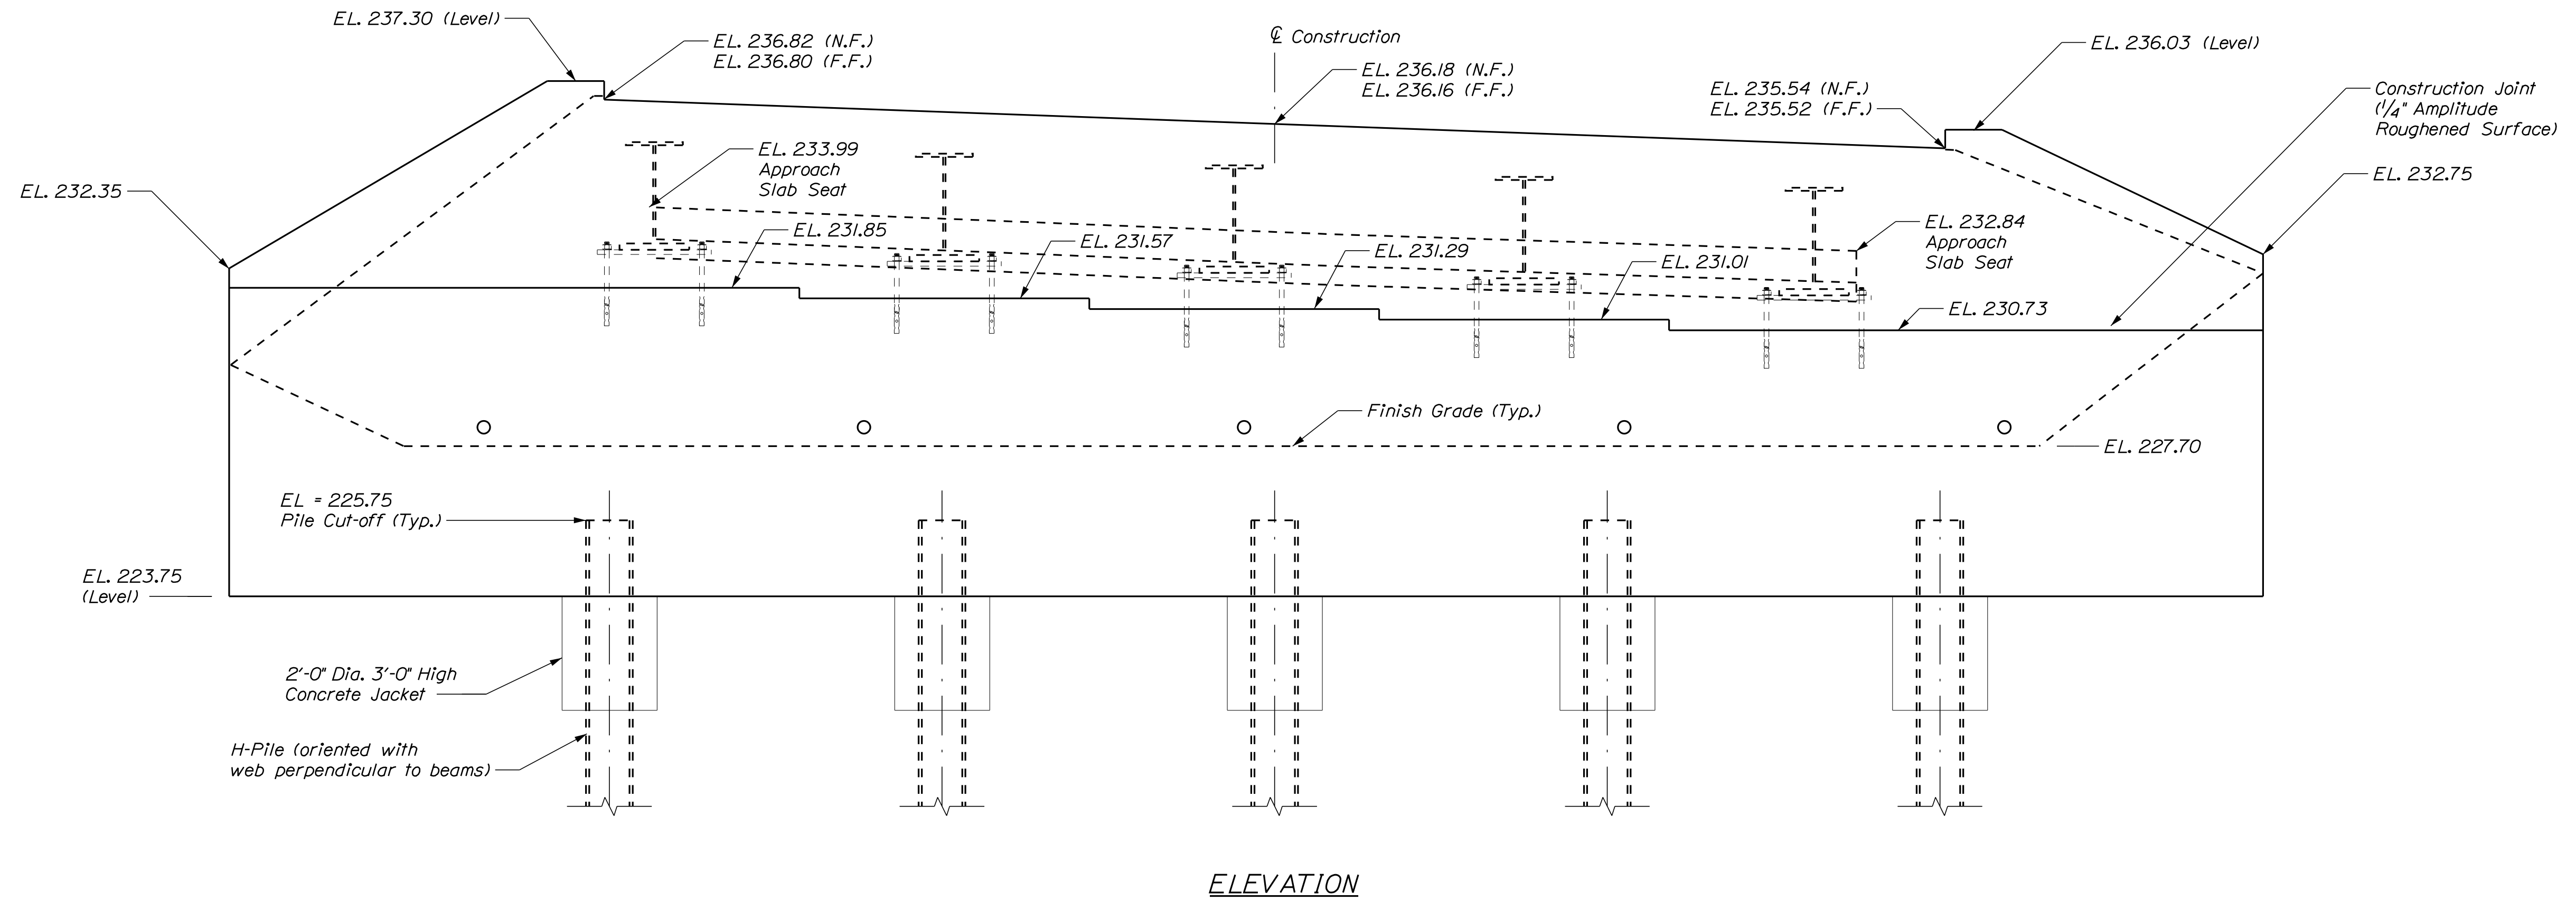 EL. 237.30 (Level)
EL. 236.82 (N.F.)
EL. 236.80 (F.F.)
℄ Construction
EL. 236.18 (N.F.)
EL. 236.16 (F.F.)
EL. 235.54 (N.F.)
EL. 235.52 (F.F.)
EL. 236.03 (Level)
Construction Joint
(1/4" Amplitude
Roughened Surface)
EL. 232.35
EL. 233.99
Approach
Slab Seat
EL. 232.75
EL. 231.85
EL. 231.57
EL. 231.29
EL. 231.01
EL. 232.84
Approach
Slab Seat
EL. 230.73
Finish Grade (Typ.)
EL. 227.70
EL = 225.75
Pile Cut-off (Typ.)
EL. 223.75
(Level)
2'-0" Dia. 3'-0" High
Concrete Jacket
H-Pile (oriented with
web perpendicular to beams)
ELEVATION